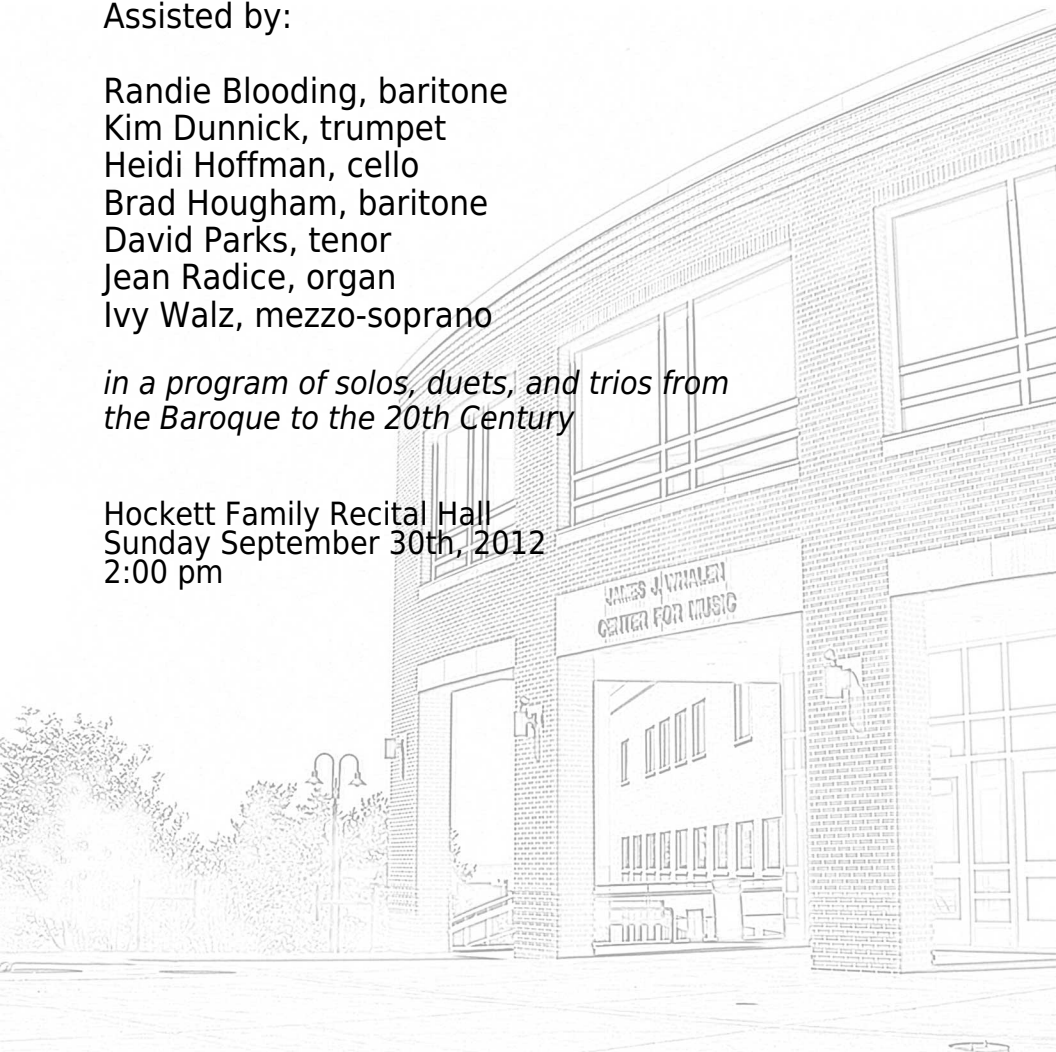 Assisted by:
Randie Blooding, baritone
Kim Dunnick, trumpet
Heidi Hoffman, cello
Brad Hougham, baritone
David Parks, tenor
Jean Radice, organ
Ivy Walz, mezzo-soprano
in a program of solos, duets, and trios from
the Baroque to the 20th Century
Hockett Family Recital Hall
Sunday September 30th, 2012
2:00 pm
JAMES J. WHALEN
CENTER FOR MUSIC